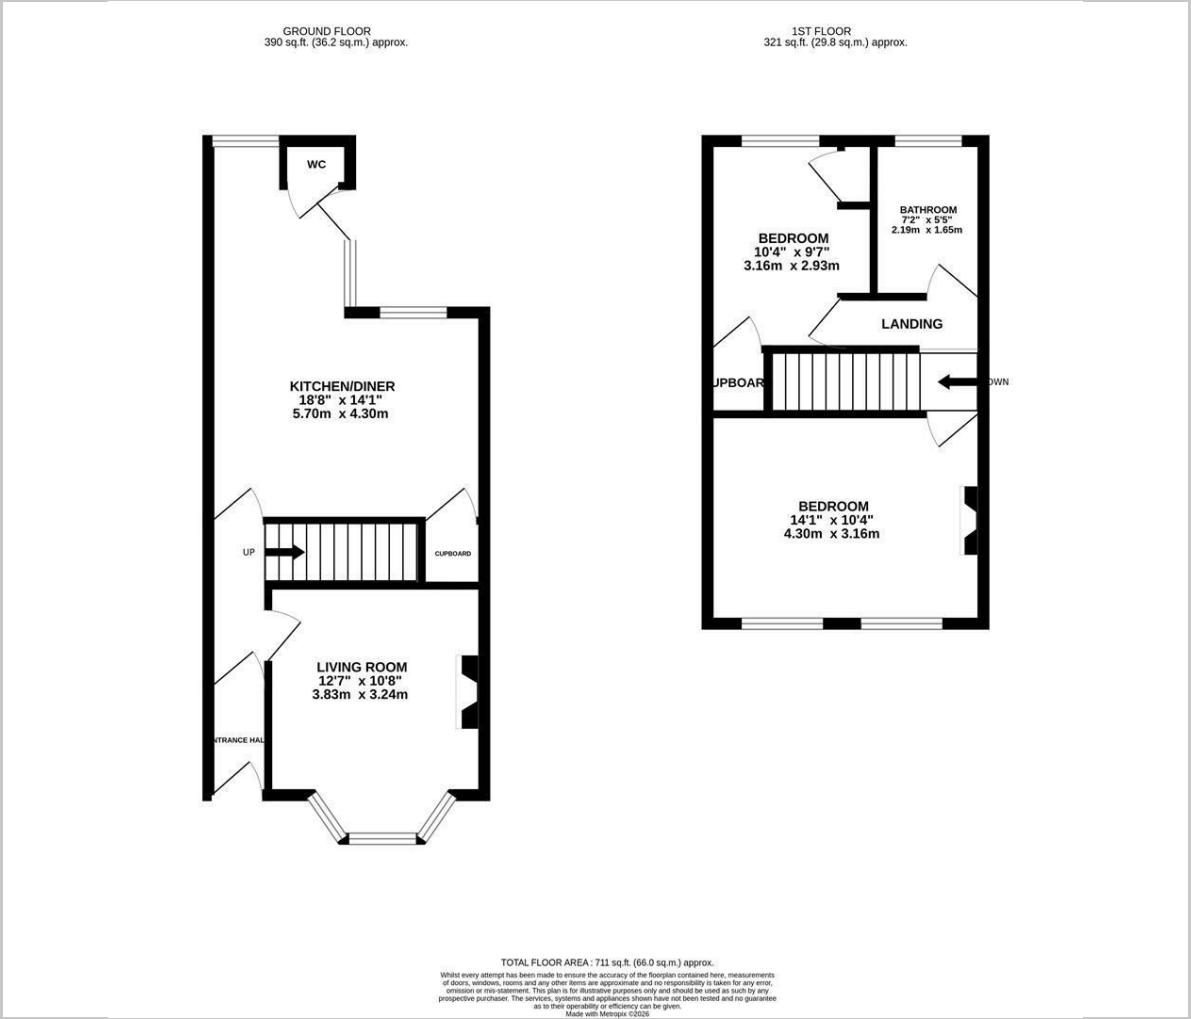 GROUND FLOOR
390 sq.ft. (36.2 sq.m.) approx.
1ST FLOOR
321 sq.ft. (29.8 sq.m.) approx.
WC
KITCHEN/DINER
18'8" x 14'1"
5.70m x 4.30m
UP
CUPBOARD
LIVING ROOM
12'7" x 10'8"
3.83m x 3.24m
NTRANCE HAL
BATHROOM
7'2" x 5'5"
2.19m x 1.65m
BEDROOM
10'4" x 9'7"
3.16m x 2.93m
LANDING
UPBOAR
OWN
BEDROOM
14'1" x 10'4"
4.30m x 3.16m
TOTAL FLOOR AREA : 711 sq.ft. (66.0 sq.m.) approx.
Whilst every attempt has been made to ensure the accuracy of the floorplan contained here, measurements
of doors, windows, rooms and any other items are approximate and no responsibility is taken for any error,
omission or mis-statement. This plan is for illustrative purposes only and should be used as such by any
prospective purchaser. The services, systems and appliances shown have not been tested and no guarantee
as to their operability or efficiency can be given.
Made with Metropix ©2026